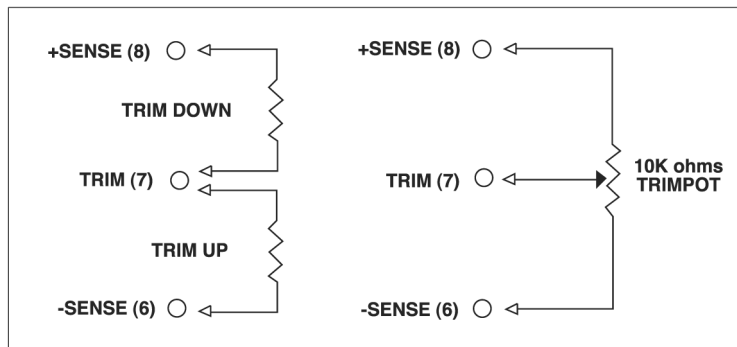 +SENSE (8)
TRIM DOWN
TRIM (7)
TRIM UP
-SENSE (6)
+SENSE (8)
TRIM (7)
10K ohms
TRIMPOT
-SENSE (6)